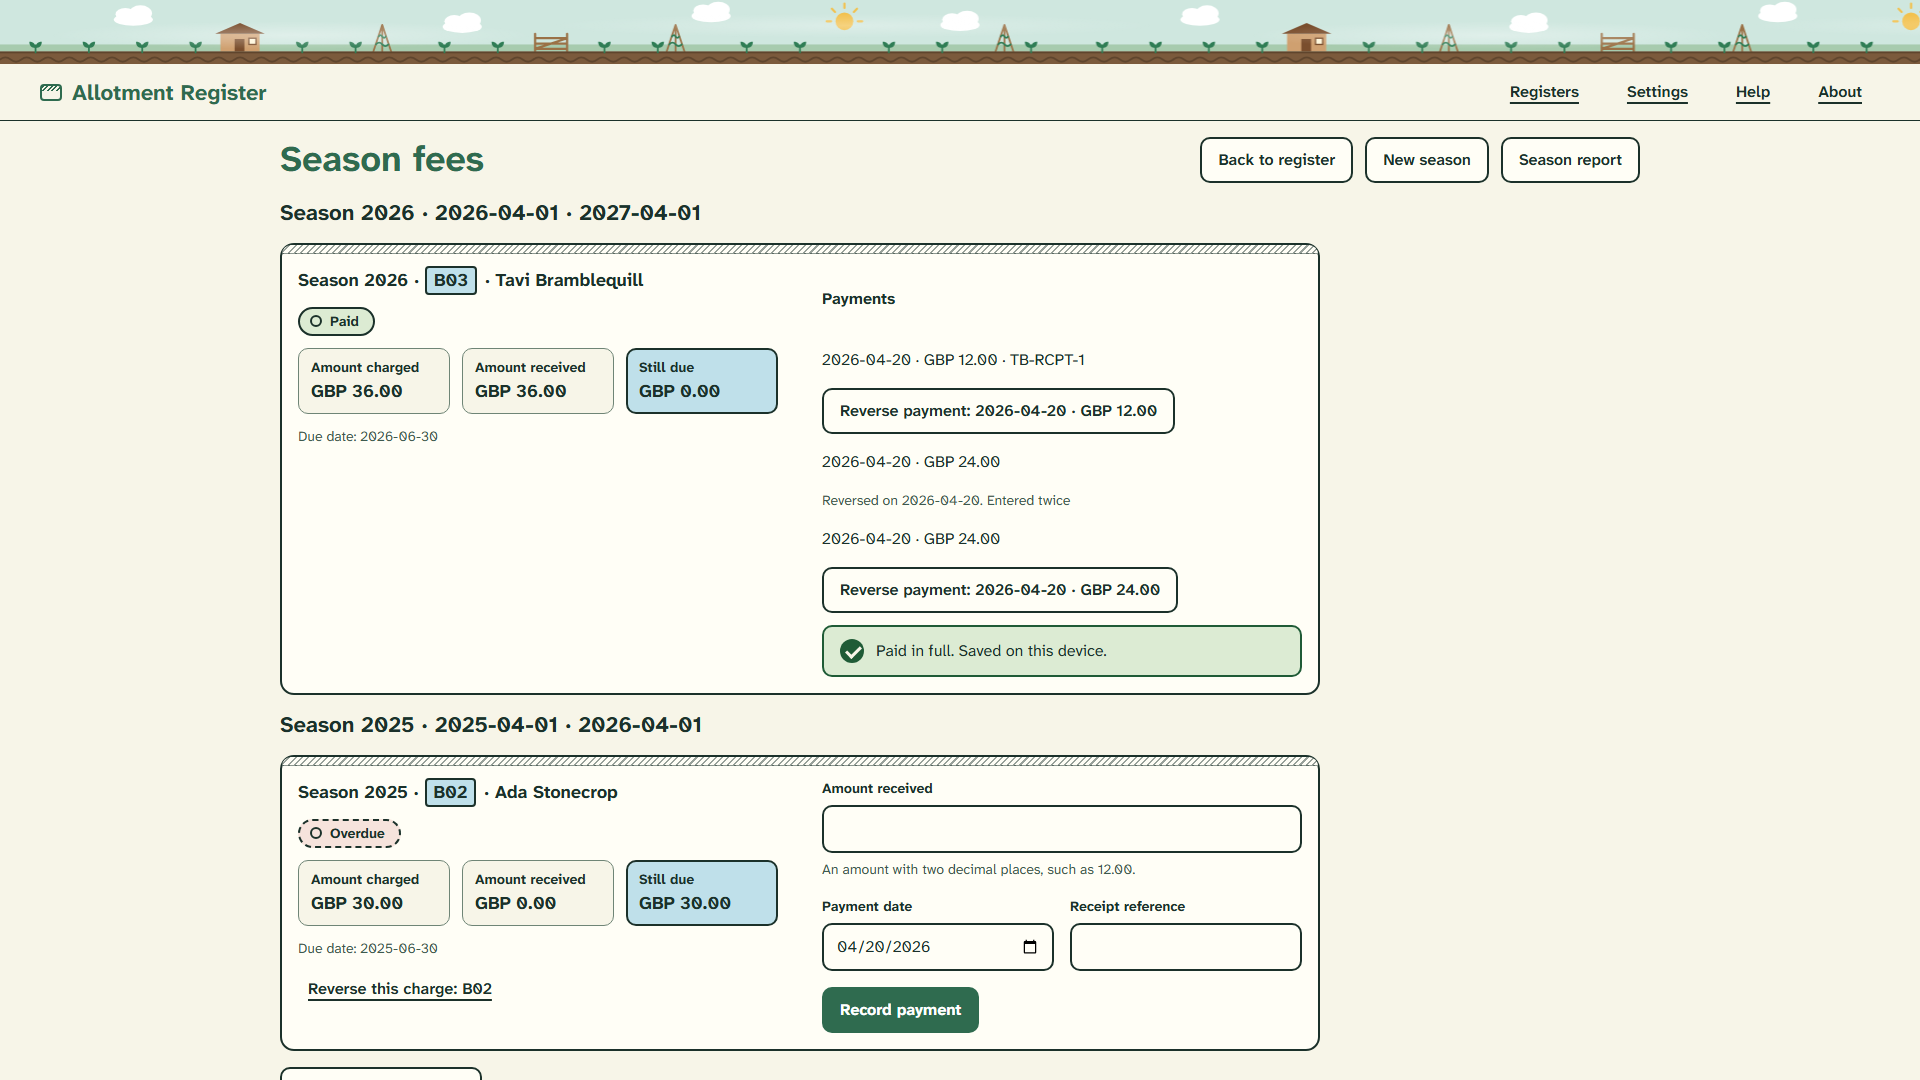 Allotment Register
Registers
Settings
Help
About
Season fees
Back to register
New season
Season report
Season 2026 · 2026-04-01 · 2027-04-01
Season 2026 · B03 · Tavi Bramblequill
Paid
Amount charged
GBP 36.00
Amount received
GBP 36.00
Still due
GBP 0.00
Due date: 2026-06-30
Payments
2026-04-20 · GBP 12.00 · TB-RCPT-1
Reverse payment: 2026-04-20 · GBP 12.00
2026-04-20 · GBP 24.00
Reversed on 2026-04-20. Entered twice
2026-04-20 · GBP 24.00
Reverse payment: 2026-04-20 · GBP 24.00
Paid in full. Saved on this device.
Season 2025 · 2025-04-01 · 2026-04-01
Season 2025 · B02 · Ada Stonecrop
Overdue
Amount charged
GBP 30.00
Amount received
GBP 0.00
Still due
GBP 30.00
Due date: 2025-06-30
Reverse this charge: B02
Amount received
An amount with two decimal places, such as 12.00.
Payment date
04/20/2026
Receipt reference
Record payment